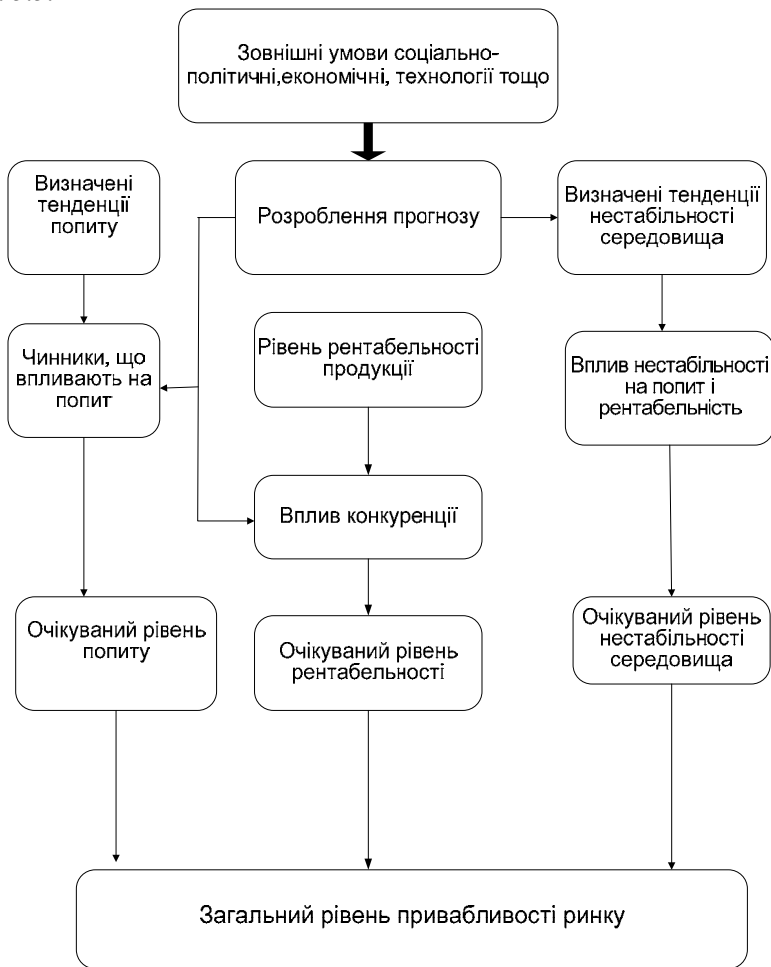 Зовнішні умови соціально-
політичні,економічні, технології тощо
Визначені
тенденції
попиту
Розроблення прогнозу
Визначені тенденції
нестабільності
середовища
Чинники, що
впливають на
попит
Рівень рентабельності
продукції
Вплив нестабільності
на попит і
рентабельність
Вплив конкуренції
Очікуваний рівень
попиту
Очікуваний рівень
рентабельності
Очікуваний рівень
нестабільності
середовища
Загальний рівень привабливості ринку